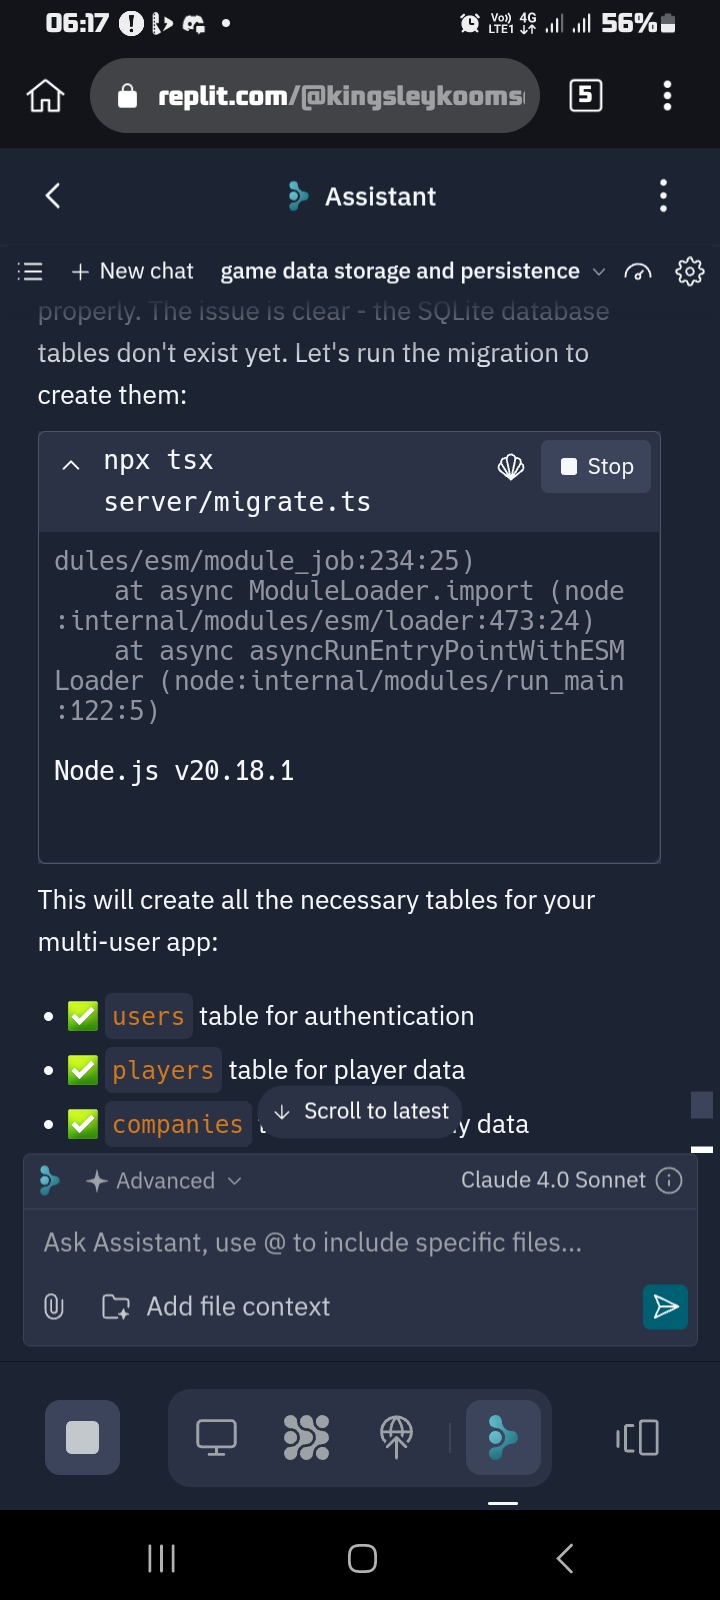 06:17
Vo)) 4G
LTE1
56%
replit.com/@kingsleykooms
5
Assistant
New chat game data storage and persistence
properly. The issue is clear - the SQLite database
tables don't exist yet. Let's run the migration to
create them:
npx tsx
server/migrate.ts
Stop
dules/esm/module_job:234:25)
at async ModuleLoader.import (node
:internal/modules/esm/loader:473:24)
at async asyncRunEntryPointWithESM
Loader (node:internal/modules/run_main
:122:5)
Node.js v20.18.1
This will create all the necessary tables for your
multi-user app:
• ✅ users table for authentication
• ✅ players table for player data
• ✅ companies t
Scroll to latest
y data
Advanced
Claude 4.0 Sonnet
Ask Assistant, use @ to include specific files...
Add file context